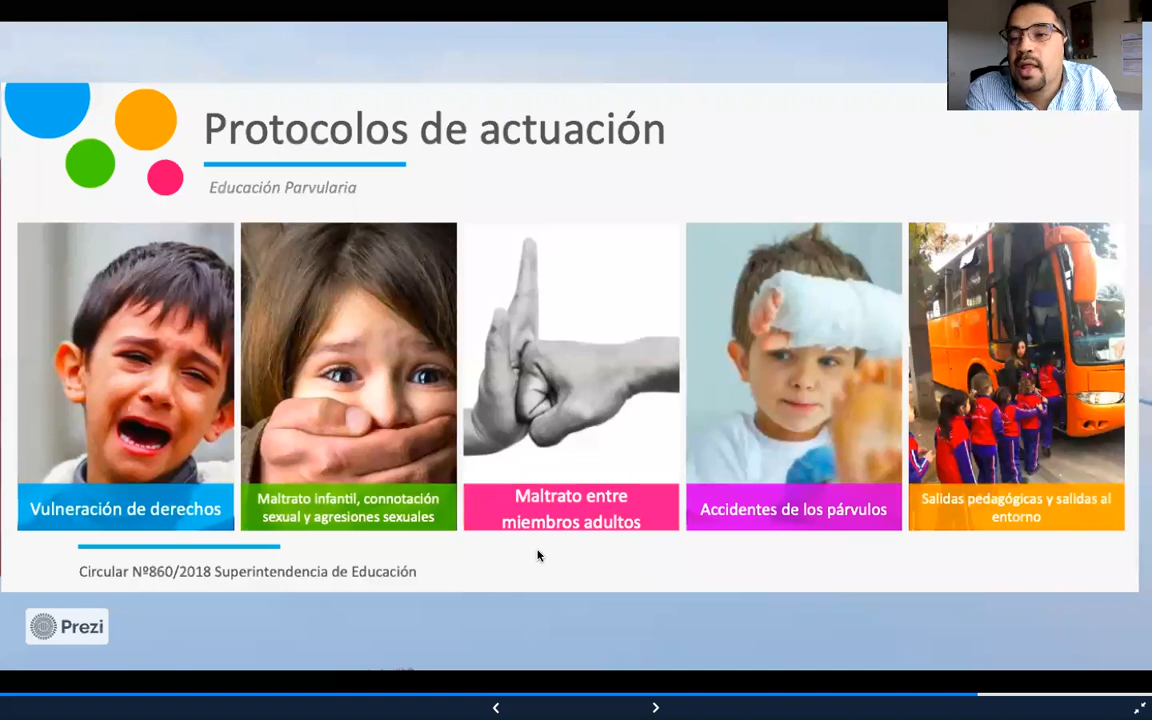 Protocolos de actuación
Educación Parvularia
Vulneración de derechos
Maltrato infantil, connotación
sexual y agresiones sexuales
Maltrato entre
miembros adultos
Accidentes de los párvulos
Salidas pedagógicas y salidas al
entorno
Circular Nº860/2018 Superintendencia de Educación
Prezi